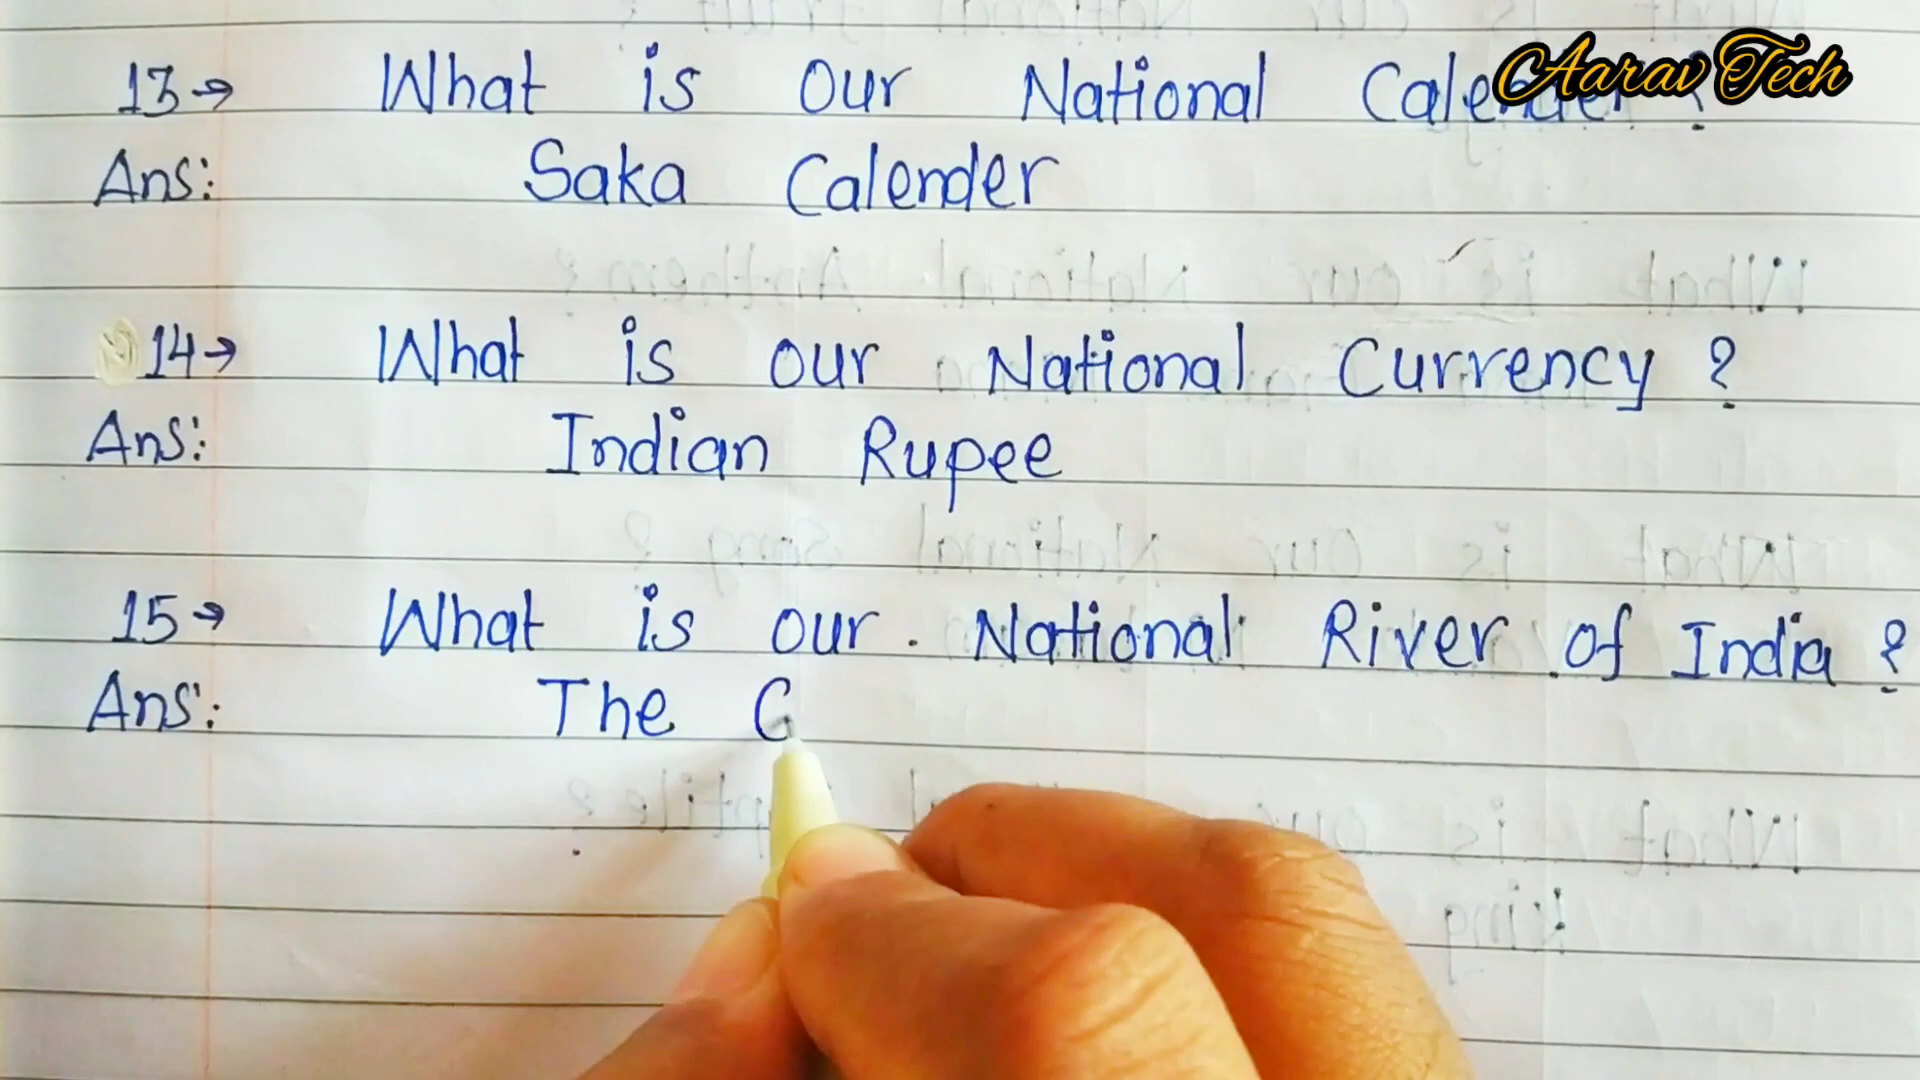 Aarav Tech
13→ What is Our National Calender ?
Ans: Saka Calender
14→ What is our National Currency ?
Ans: Indian Rupee
15→ What is our National River of India ?
Ans: The G